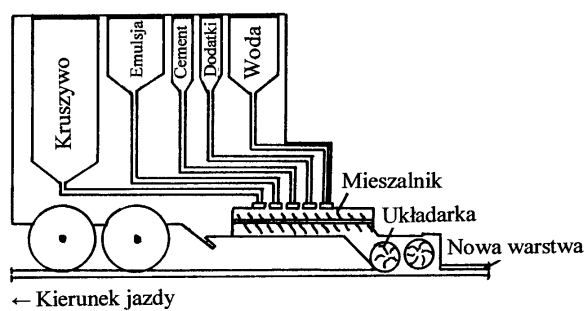 Kruszywo
Emulsja
Cement
Dodatki
Woda
Mieszalnik
Układarka
Nowa warstwa
← Kierunek jazdy